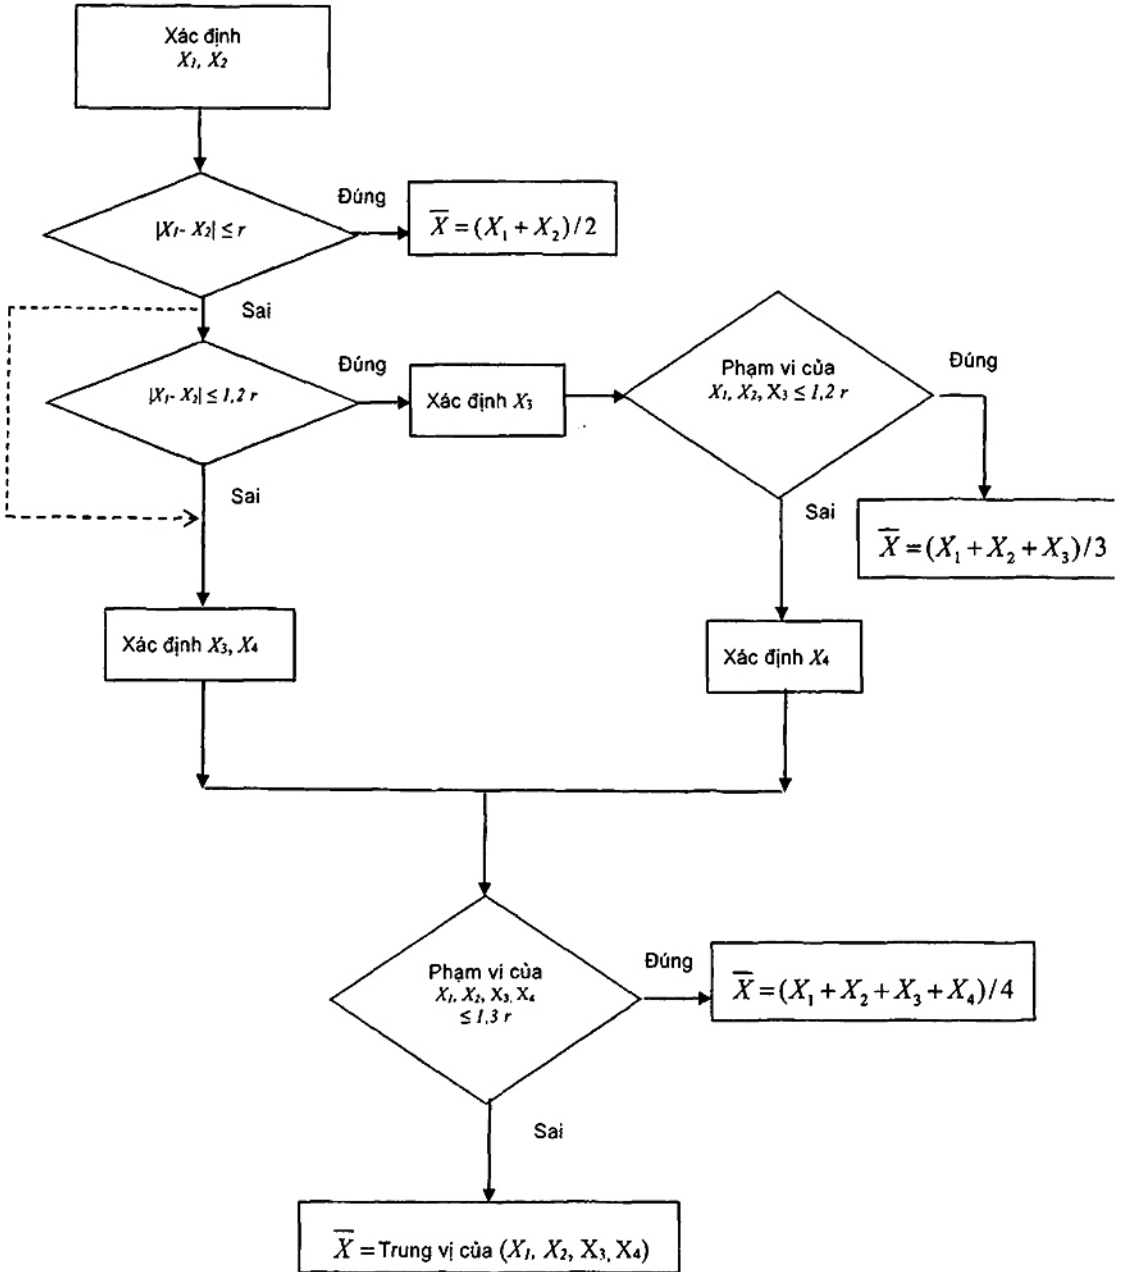 Xác định
X1, X2
|X1- X2| ≤ r
Đúng
X̅ = (X1 + X2)/2
Sai
|X1- X2| ≤ 1,2 r
Đúng
Xác định X3
Phạm vi của
X1, X2, X3 ≤ 1,2 r
Đúng
Sai
Sai
X̅ = (X1 + X2 + X3)/3
Xác định X3, X4
Xác định X4
Phạm vi của
X1, X2, X3, X4
≤ 1,3 r
Đúng
X̅ = (X1 + X2 + X3 + X4)/4
Sai
X̅ = Trung vị của (X1, X2, X3, X4)